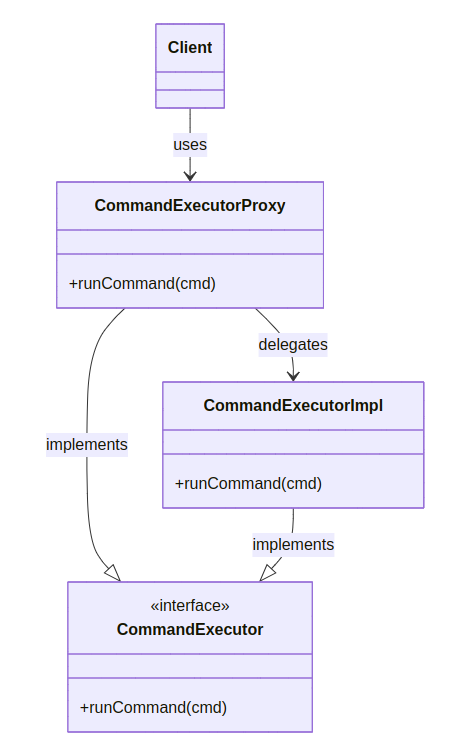 Client
uses
CommandExecutorProxy
+runCommand(cmd)
delegates
CommandExecutorImpl
implements
+runCommand(cmd)
implements
«interface»
CommandExecutor
+runCommand(cmd)